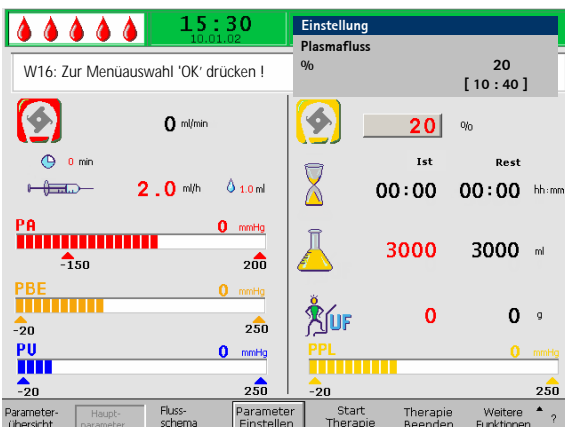 15:30
10.01.02
Einstellung
Plasmafluss
% 20
[ 10 : 40 ]
W16: Zur Menüauswahl 'OK' drücken !
0 ml/min
0 min
2.0 ml/h 1.0 ml
PA 0 mmHg
-150 200
PBE 0 mmHg
-20 250
PV 0 mmHg
-20 250
20 %
Ist Rest
00:00 00:00 hh:mm
3000 3000 ml
UF 0 0 g
PPL 0 mmHg
-20 250
Parameter-
übersicht
Haupt-
parameter
Fluss-
schema
Parameter
Einstellen
Start
Therapie
Therapie
Beenden
Weitere
Funktionen
?